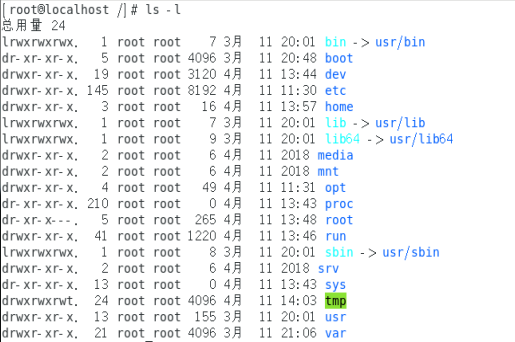 [root@localhost /]# ls -l
总用量 24
lrwxrwxrwx.   1 root root    7 3月  11 20:01 bin -> usr/bin
dr-xr-xr-x.   5 root root 4096 3月  11 20:48 boot
drwxr-xr-x.  19 root root 3120 4月  11 13:44 dev
drwxr-xr-x. 145 root root 8192 4月  11 11:30 etc
drwxr-xr-x.   3 root root   16 4月  11 13:57 home
lrwxrwxrwx.   1 root root    7 3月  11 20:01 lib -> usr/lib
lrwxrwxrwx.   1 root root    9 3月  11 20:01 lib64 -> usr/lib64
drwxr-xr-x.   2 root root    6 4月  11 2018 media
drwxr-xr-x.   2 root root    6 4月  11 2018 mnt
drwxr-xr-x.   4 root root   49 4月  11 11:31 opt
dr-xr-xr-x. 210 root root    0 4月  11 13:43 proc
dr-xr-x---.   5 root root  265 4月  11 13:48 root
drwxr-xr-x.  41 root root 1220 4月  11 13:46 run
lrwxrwxrwx.   1 root root    8 3月  11 20:01 sbin -> usr/sbin
drwxr-xr-x.   2 root root    6 4月  11 2018 srv
dr-xr-xr-x.  13 root root    0 4月  11 13:43 sys
drwxrwxrwt.  24 root root 4096 4月  11 14:03 tmp
drwxr-xr-x.  13 root root  155 3月  11 20:01 usr
drwxr-xr-x.  21 root root 4096 3月  11 21:06 var